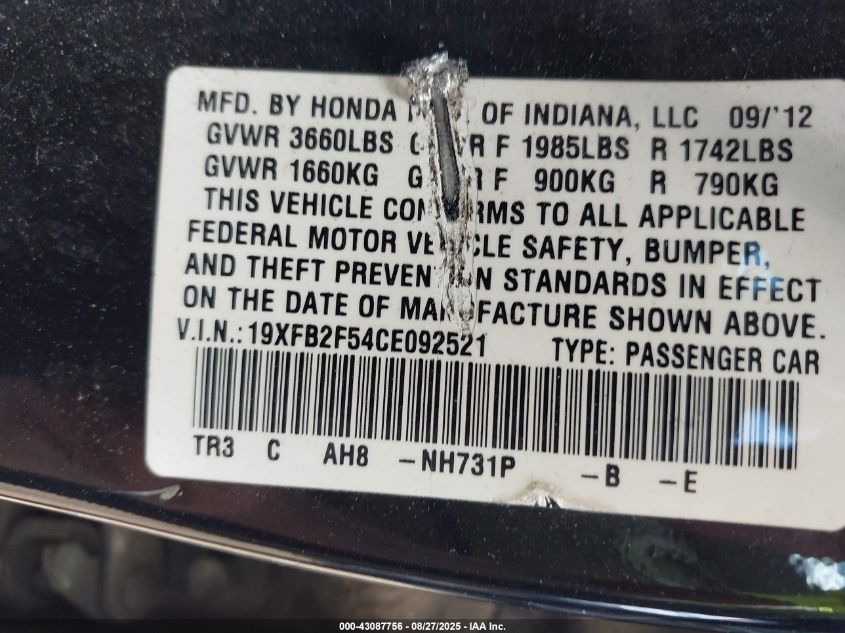 MFD. BY HONDA OF INDIANA, LLC 09/'12
GVWR 3660LBS G R F 1985LBS R 1742LBS
GVWR 1660KG G R F 900KG R 790KG
THIS VEHICLE CON RMS TO ALL APPLICABLE
FEDERAL MOTOR VE CLE SAFETY, BUMPER,
AND THEFT PREVEN N STANDARDS IN EFFECT
ON THE DATE OF MAN FACTURE SHOWN ABOVE.
V.I.N.: 19XFB2F54CE092521 TYPE: PASSENGER CAR
TR3 C AH8 -NH731P -B -E
000-43087756 - 08/27/2025 - IAA Inc.